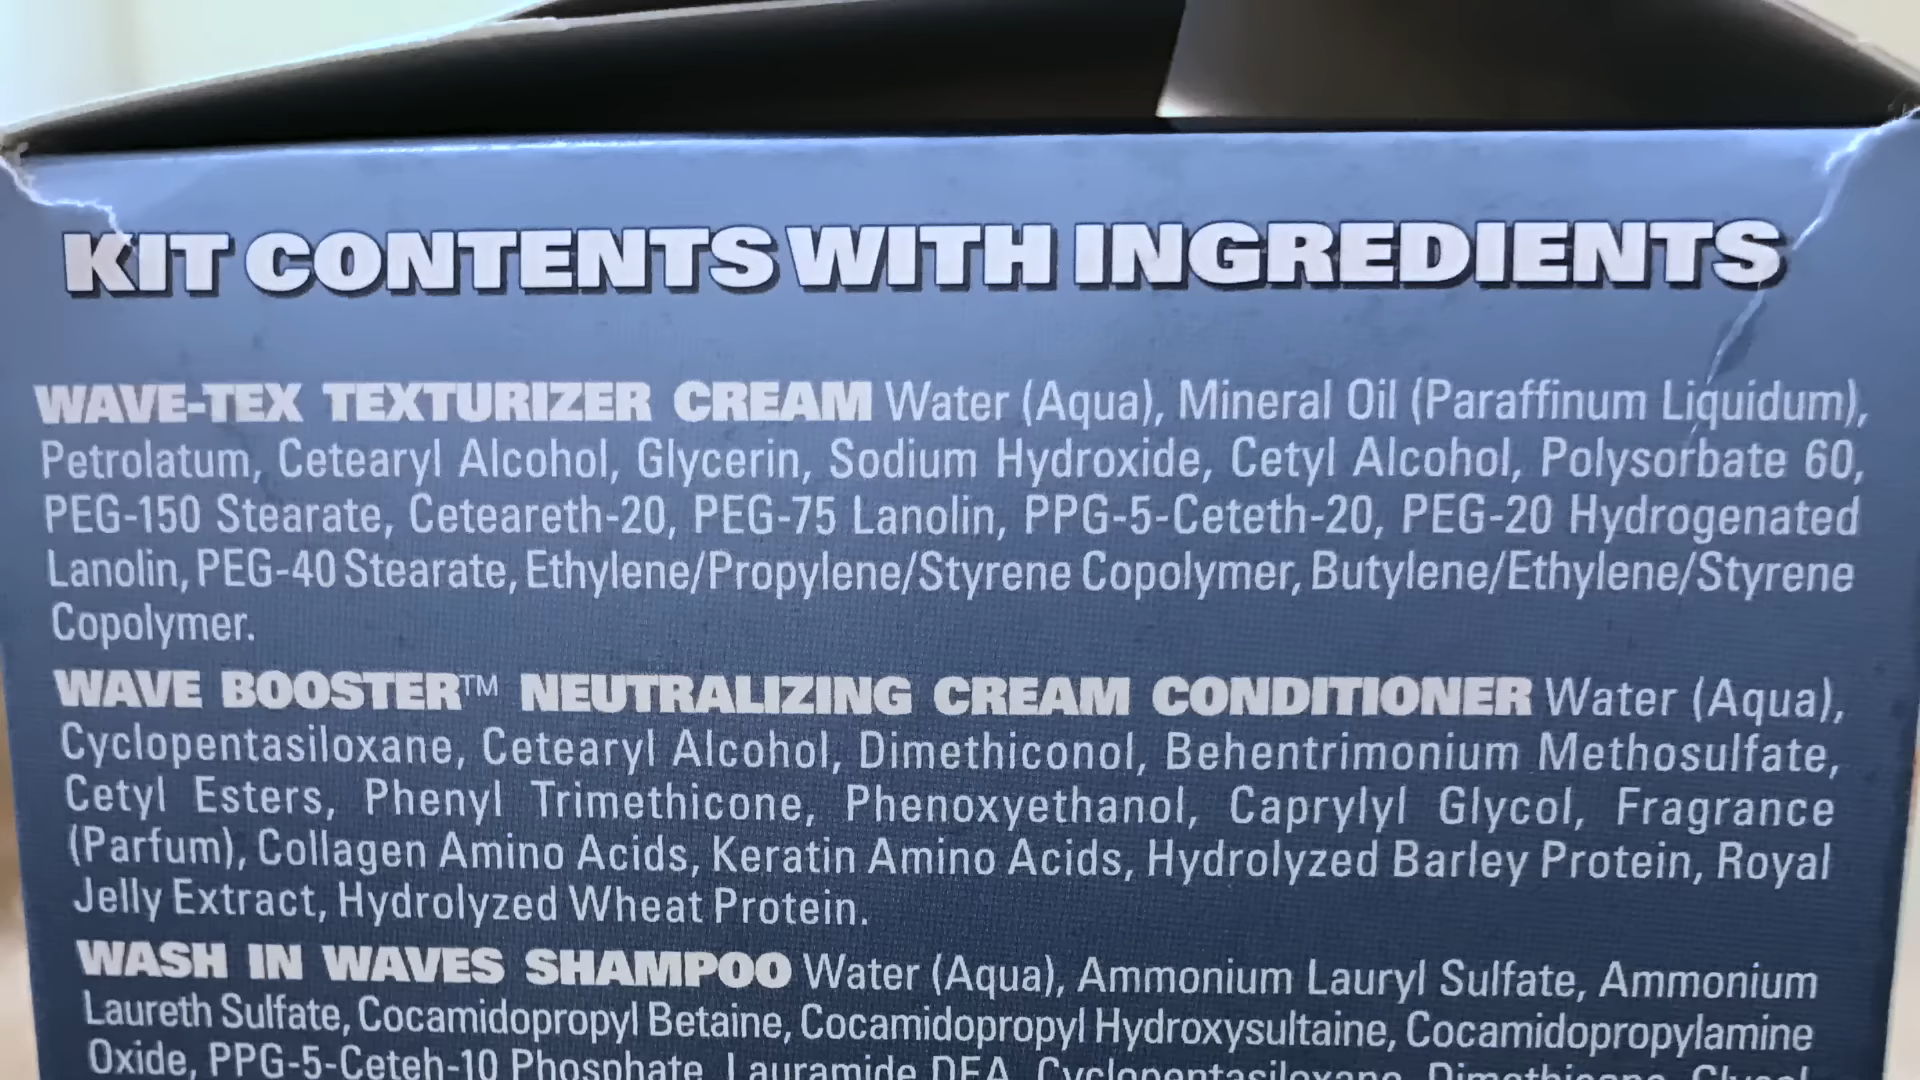 KIT CONTENTS WITH INGREDIENTS
WAVE-TEX TEXTURIZER CREAM Water (Aqua), Mineral Oil (Paraffinum Liquidum),
Petrolatum, Cetearyl Alcohol, Glycerin, Sodium Hydroxide, Cetyl Alcohol, Polysorbate 60,
PEG-150 Stearate, Ceteareth-20, PEG-75 Lanolin, PPG-5-Ceteth-20, PEG-20 Hydrogenated
Lanolin, PEG-40 Stearate, Ethylene/Propylene/Styrene Copolymer, Butylene/Ethylene/Styrene
Copolymer.
WAVE BOOSTER™ NEUTRALIZING CREAM CONDITIONER Water (Aqua),
Cyclopentasiloxane, Cetearyl Alcohol, Dimethiconol, Behentrimonium Methosulfate,
Cetyl Esters, Phenyl Trimethicone, Phenoxyethanol, Caprylyl Glycol, Fragrance
(Parfum), Collagen Amino Acids, Keratin Amino Acids, Hydrolyzed Barley Protein, Royal
Jelly Extract, Hydrolyzed Wheat Protein.
WASH IN WAVES SHAMPOO Water (Aqua), Ammonium Lauryl Sulfate, Ammonium
Laureth Sulfate, Cocamidopropyl Betaine, Cocamidopropyl Hydroxysultaine, Cocamidopropylamine
Oxide, PPG-5-Ceteh-10 Phosphate, Lauramide DEA, Cyclopentasiloxane, Dimethicone, Glycol